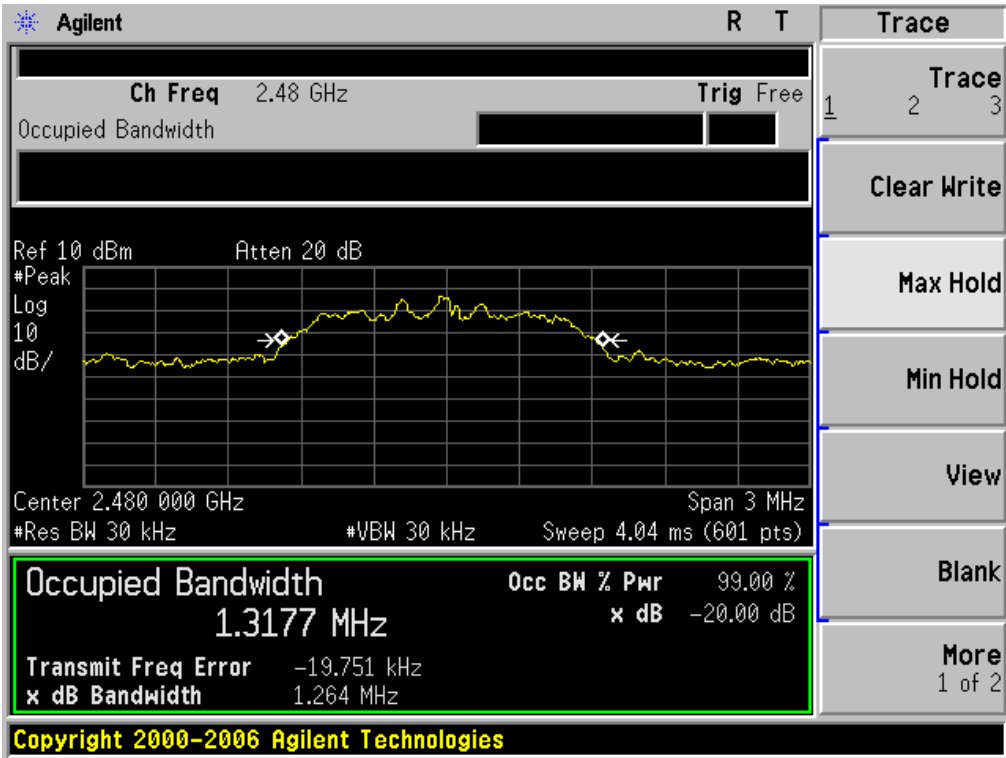 Agilent R T
Ch Freq 2.48 GHz Trig Free
Occupied Bandwidth
Ref 10 dBm Atten 20 dB
#Peak
Log
10
dB/
Center 2.480 000 GHz Span 3 MHz
#Res BW 30 kHz #VBW 30 kHz Sweep 4.04 ms (601 pts)
Occupied Bandwidth
1.3177 MHz
Occ BW % Pwr 99.00 %
x dB -20.00 dB
Transmit Freq Error -19.751 kHz
x dB Bandwidth 1.264 MHz
Copyright 2000-2006 Agilent Technologies
Trace
Trace
1 2 3
Clear Write
Max Hold
Min Hold
View
Blank
More
1 of 2